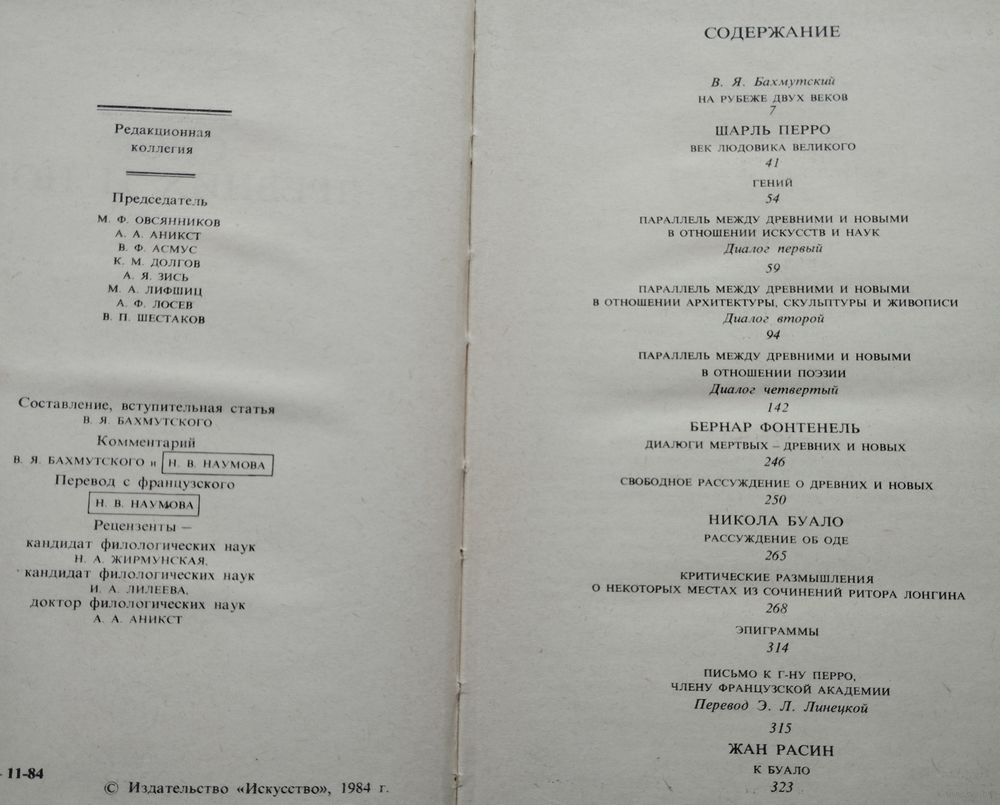 Редакционная
коллегия
Председатель
М. Ф. ОВСЯННИКОВ
А. А. АНИКСТ
В. Ф. АСМУС
К. М. ДОЛГОВ
А. Я. ЗИСЬ
М. А. ЛИФШИЦ
А. Ф. ЛОСЕВ
В. П. ШЕСТАКОВ
Составление, вступительная статья
В. Я. БАХМУТСКОГО
Комментарий
В. Я. БАХМУТСКОГО и Н. В. НАУМОВА
Перевод с французского
Н. В. НАУМОВА
Рецензенты —
кандидат филологических наук
Н. А. ЖИРМУНСКАЯ,
кандидат филологических наук
И. А. ЛИЛЕЕВА,
доктор филологических наук
А. А. АНИКСТ
11-84
© Издательство «Искусство», 1984 г.
СОДЕРЖАНИЕ
В. Я. Бахмутский
НА РУБЕЖЕ ДВУХ ВЕКОВ
7
ШАРЛЬ ПЕРРО
ВЕК ЛЮДОВИКА ВЕЛИКОГО
41
ГЕНИЙ
54
ПАРАЛЛЕЛЬ МЕЖДУ ДРЕВНИМИ И НОВЫМИ
В ОТНОШЕНИИ ИСКУССТВ И НАУК
Диалог первый
59
ПАРАЛЛЕЛЬ МЕЖДУ ДРЕВНИМИ И НОВЫМИ
В ОТНОШЕНИИ АРХИТЕКТУРЫ, СКУЛЬПТУРЫ И ЖИВОПИСИ
Диалог второй
94
ПАРАЛЛЕЛЬ МЕЖДУ ДРЕВНИМИ И НОВЫМИ
В ОТНОШЕНИИ ПОЭЗИИ
Диалог четвертый
142
БЕРНАР ФОНТЕНЕЛЬ
ДИАЛОГИ МЕРТВЫХ – ДРЕВНИХ И НОВЫХ
246
СВОБОДНОЕ РАССУЖДЕНИЕ О ДРЕВНИХ И НОВЫХ
250
НИКОЛА БУАЛО
РАССУЖДЕНИЕ ОБ ОДЕ
265
КРИТИЧЕСКИЕ РАЗМЫШЛЕНИЯ
О НЕКОТОРЫХ МЕСТАХ ИЗ СОЧИНЕНИЙ РИТОРА ЛОНГИНА
268
ЭПИГРАММЫ
314
ПИСЬМО К Г-НУ ПЕРРО,
ЧЛЕНУ ФРАНЦУЗСКОЙ АКАДЕМИИ
Перевод Э. Л. Линецкой
315
ЖАН РАСИН
К БУАЛО
323